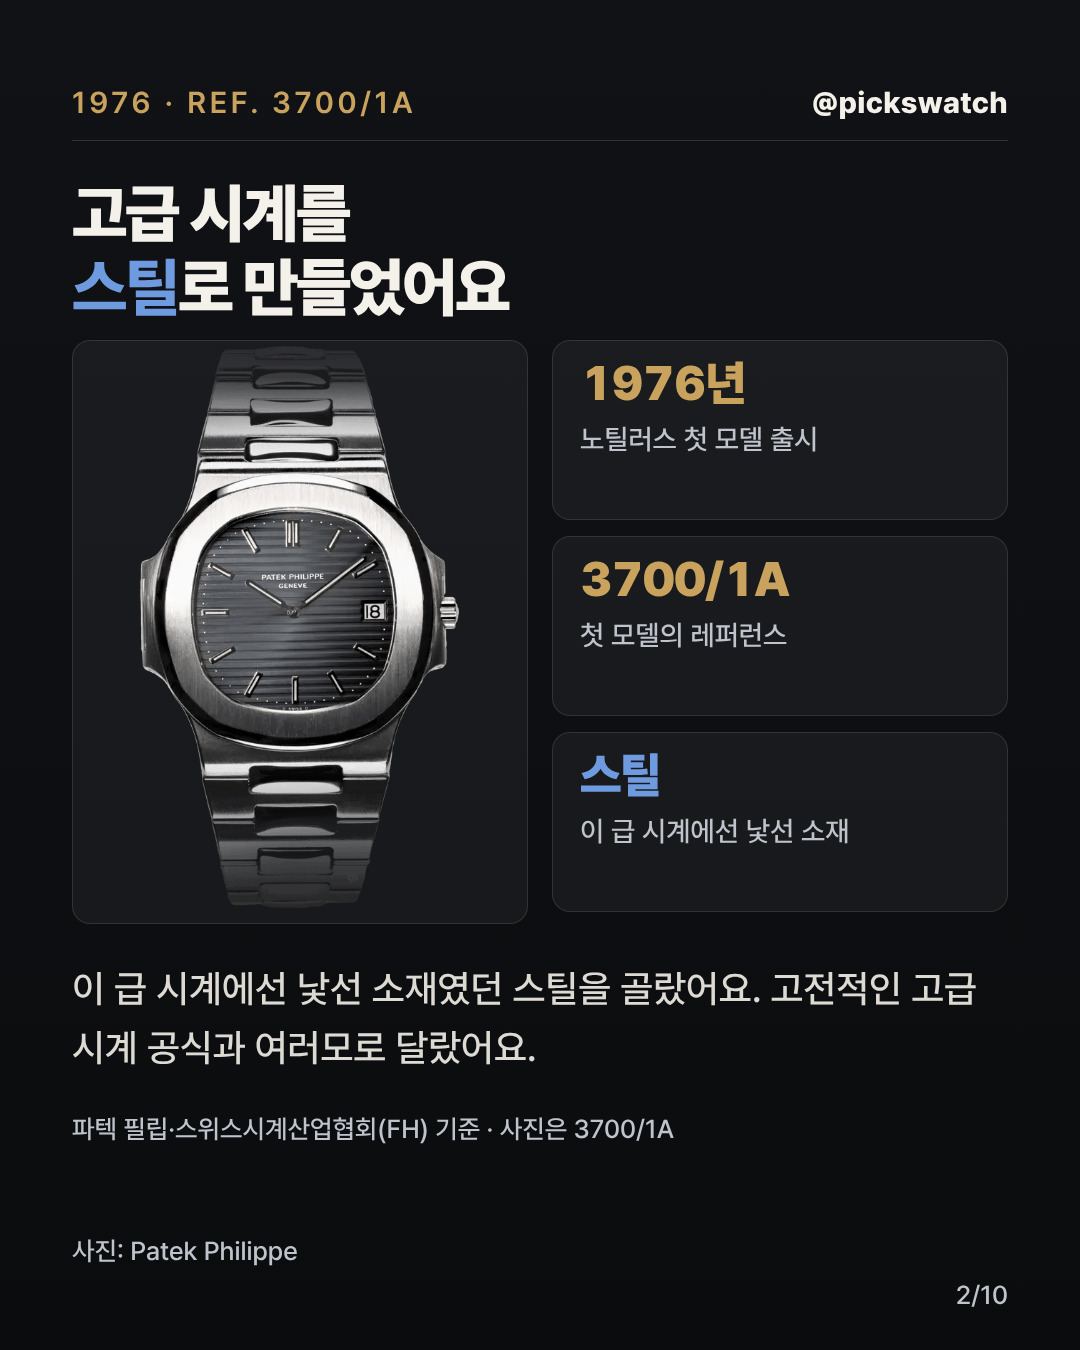 1976 · REF. 3700/1A
@pickswatch
고급 시계를
스틸로 만들었어요
PATEK PHILIPPE
GENEVE
18
1976년
노틸러스 첫 모델 출시
3700/1A
첫 모델의 레퍼런스
스틸
이 급 시계에선 낯선 소재
이 급 시계에선 낯선 소재였던 스틸을 골랐어요. 고전적인 고급
시계 공식과 여러모로 달랐어요.
파텍 필립·스위스시계산업협회(FH) 기준 · 사진은 3700/1A
사진: Patek Philippe
2/10